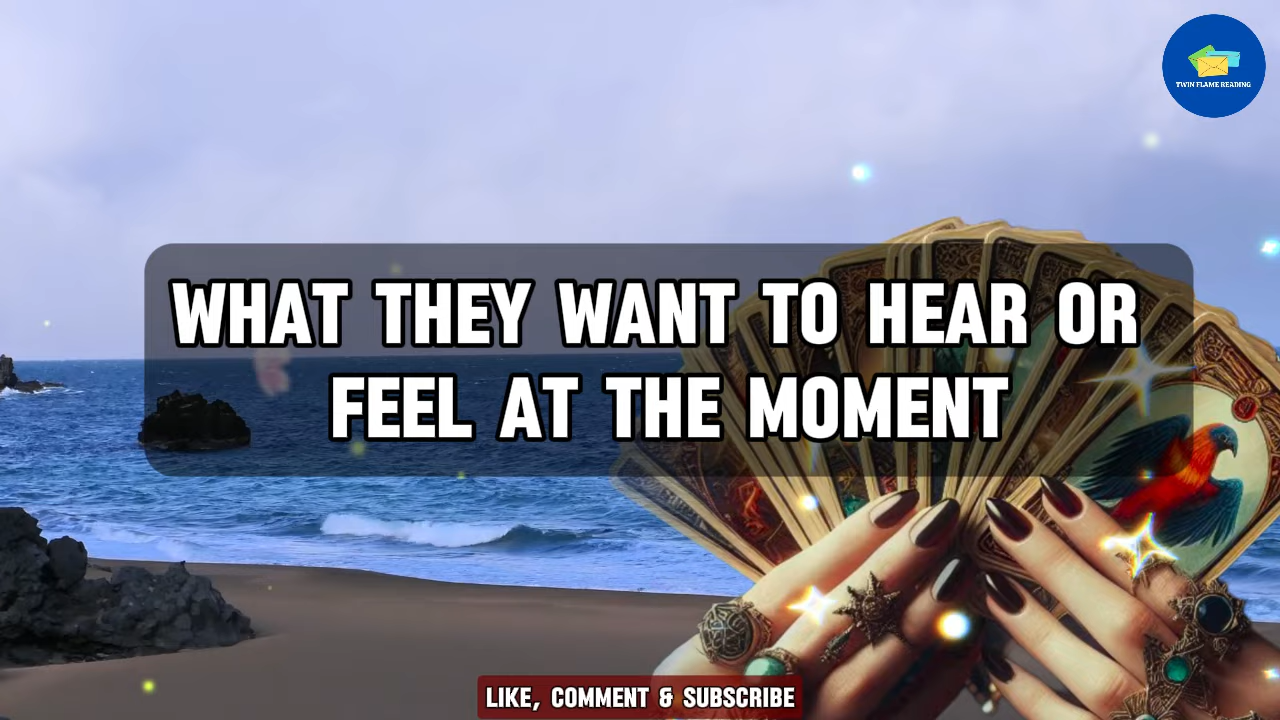 TWIN FLAME READING
WHAT THEY WANT TO HEAR OR
FEEL AT THE MOMENT
LIKE, COMMENT & SUBSCRIBE